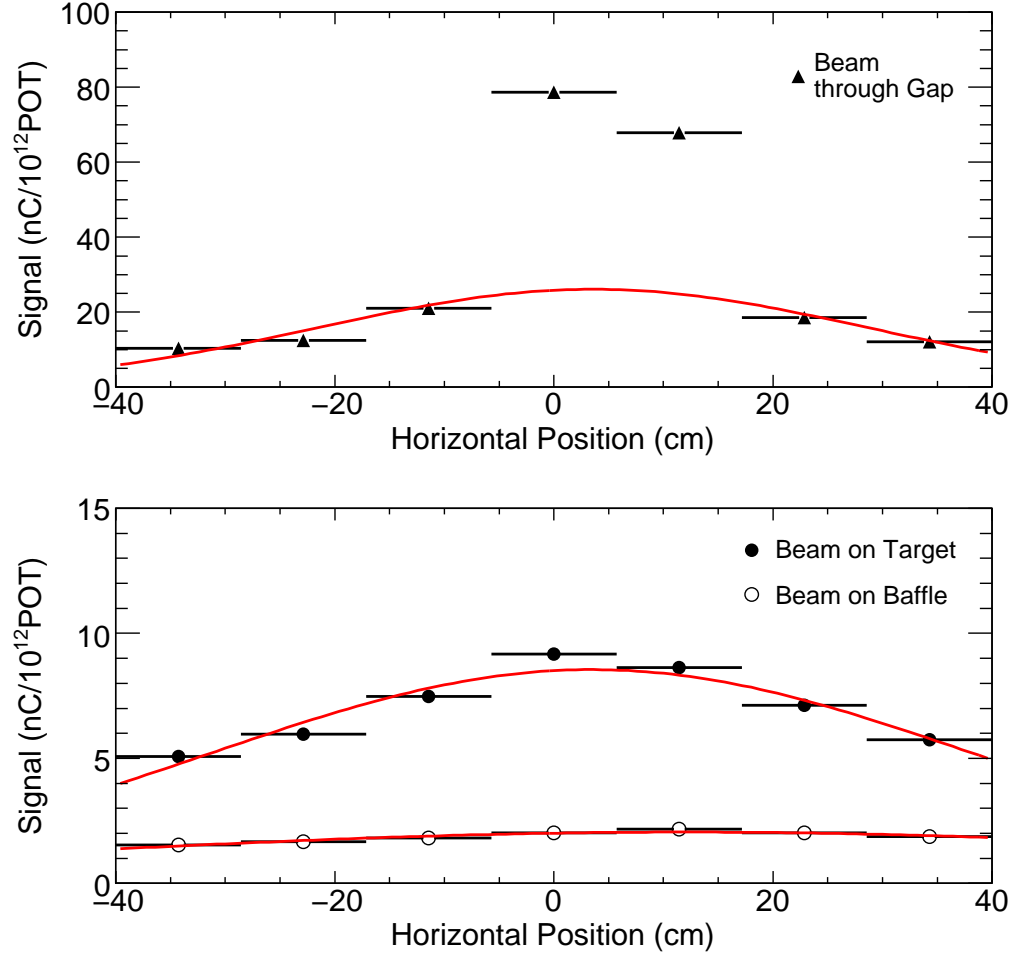 100
80
60
40
20
0
Signal (nC/10¹²POT)
Beam
through Gap
−40
−20
0
20
40
Horizontal Position (cm)
15
10
5
0
Signal (nC/10¹²POT)
Beam on Target
Beam on Baffle
−40
−20
0
20
40
Horizontal Position (cm)